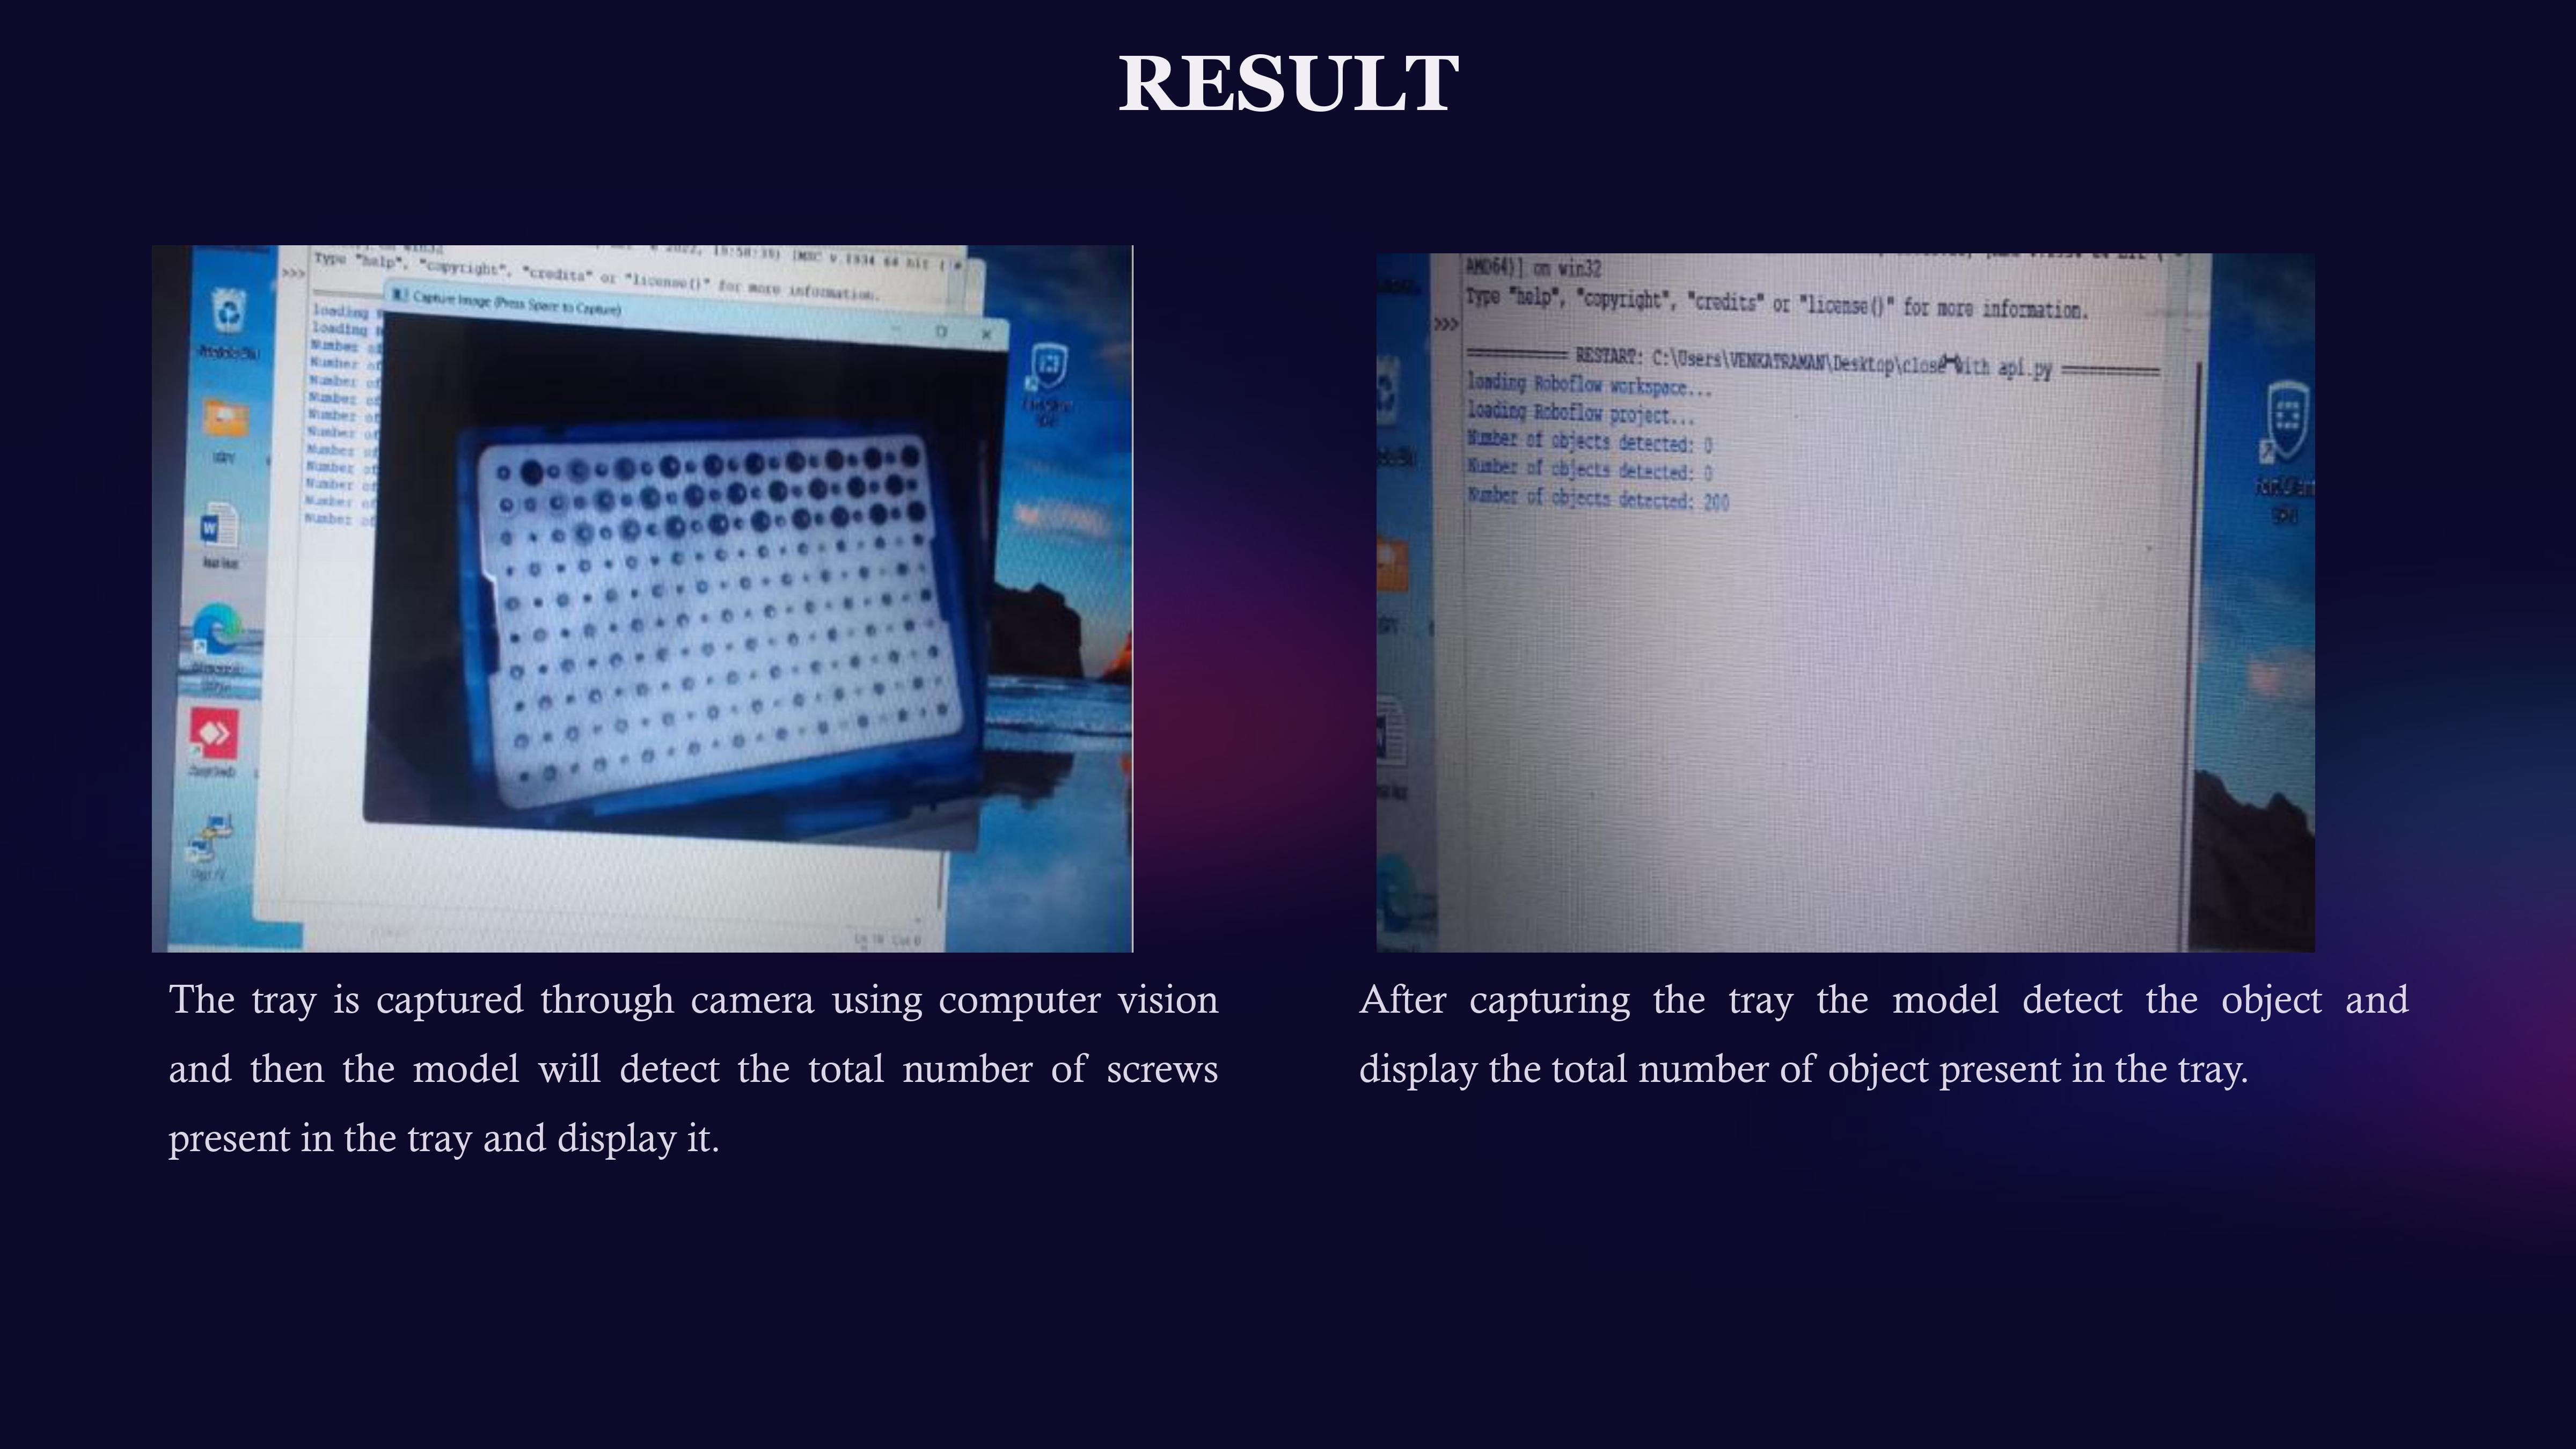 RESULT
Type "help", "copyright", "credits" or "license()" for more information.
>>>
Capture Image (Press Space to Capture)
loading
loading
Number of
Number of
Number of
Number of
Number of
Number of
Number of
Number of
Number of
Number of
Number of
AMD64)] on win32
Type "help", "copyright", "credits" or "license()" for more information.
>>>
RESTART: C:\Users\VENKATRAMAN\Desktop\close with api.py
loading Roboflow workspace...
loading Roboflow project...
Number of objects detected: 0
Number of objects detected: 0
Number of objects detected: 200
The tray is captured through camera using computer vision
and then the model will detect the total number of screws
present in the tray and display it.
After capturing the tray the model detect the object and
display the total number of object present in the tray.